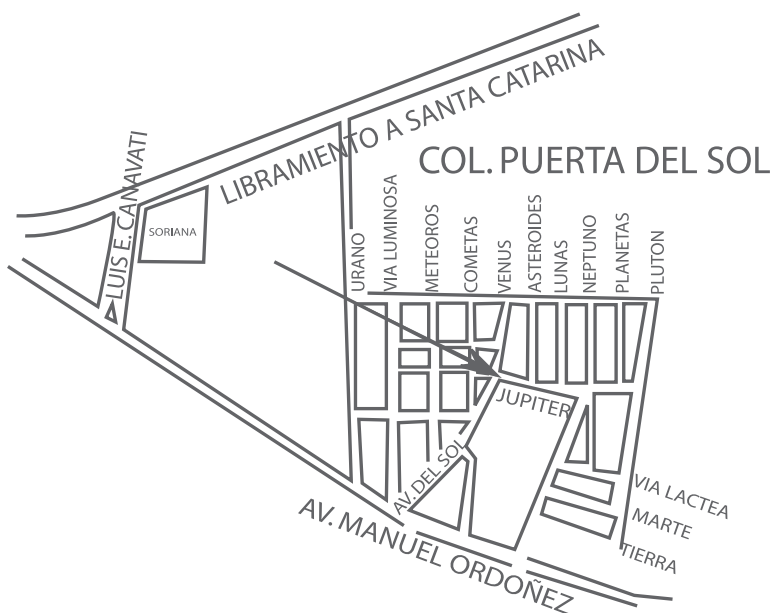 LIBRAMIENTO A SANTA CATARINA
COL. PUERTA DEL SOL
LUIS E. CANAVATI
SORIANA
URANO
VIA LUMINOSA
METEOROS
COMETAS
VENUS
ASTEROIDES
LUNAS
NEPTUNO
PLANETAS
PLUTON
JUPITER
AV. DEL SOL
VIA LACTEA
MARTE
TIERRA
AV. MANUEL ORDOÑEZ